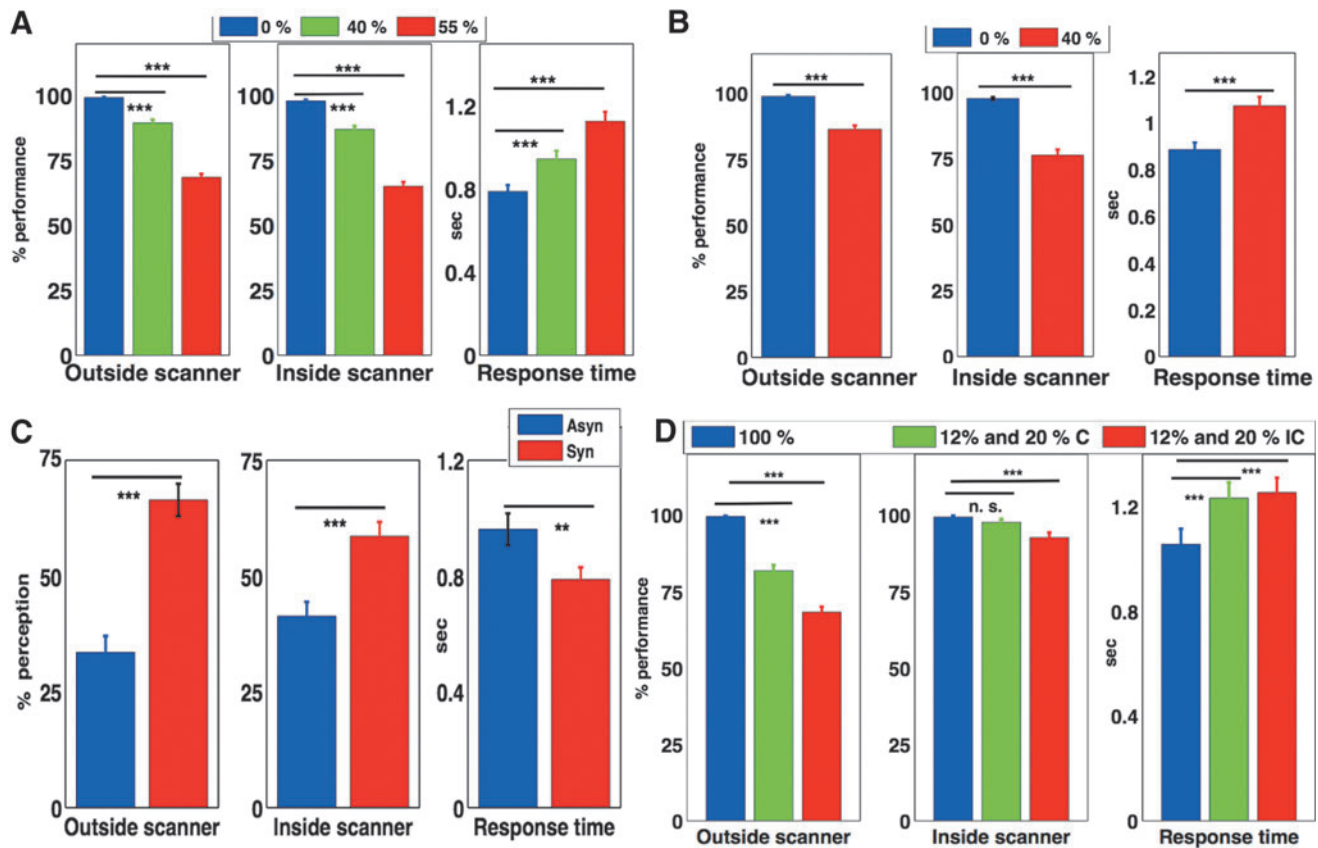 A
0 % 40 % 55 %
% performance
100
75
50
25
0
***
***
Outside scanner
100
75
50
25
0
***
***
Inside scanner
sec
1.2
0.8
0.4
0
***
***
Response time
B
0 % 40 %
% performance
100
75
50
25
0
***
Outside scanner
100
75
50
25
0
***
Inside scanner
sec
1.2
1
0.8
0.6
0.4
0.2
0
***
Response time
C
Asyn
Syn
% perception
75
50
25
0
***
Outside scanner
75
50
25
0
***
Inside scanner
sec
1.2
0.8
0.4
0
**
Response time
D
100 % 12% and 20 % C 12% and 20 % IC
% performance
100
75
50
25
0
***
***
Outside scanner
100
75
50
25
0
***
n. s.
Inside scanner
sec
1.2
0.8
0.4
0
***
***
Response time